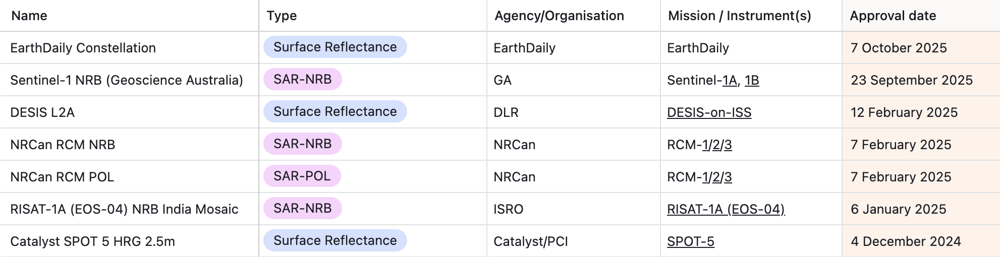 Name Type Agency/Organisation Mission / Instrument(s) Approval date
EarthDaily Constellation Surface Reflectance EarthDaily EarthDaily 7 October 2025
Sentinel-1 NRB (Geoscience Australia) SAR-NRB GA Sentinel-1A, 1B 23 September 2025
DESIS L2A Surface Reflectance DLR DESIS-on-ISS 12 February 2025
NRCan RCM NRB SAR-NRB NRCan RCM-1/2/3 7 February 2025
NRCan RCM POL SAR-POL NRCan RCM-1/2/3 7 February 2025
RISAT-1A (EOS-04) NRB India Mosaic SAR-NRB ISRO RISAT-1A (EOS-04) 6 January 2025
Catalyst SPOT 5 HRG 2.5m Surface Reflectance Catalyst/PCI SPOT-5 4 December 2024